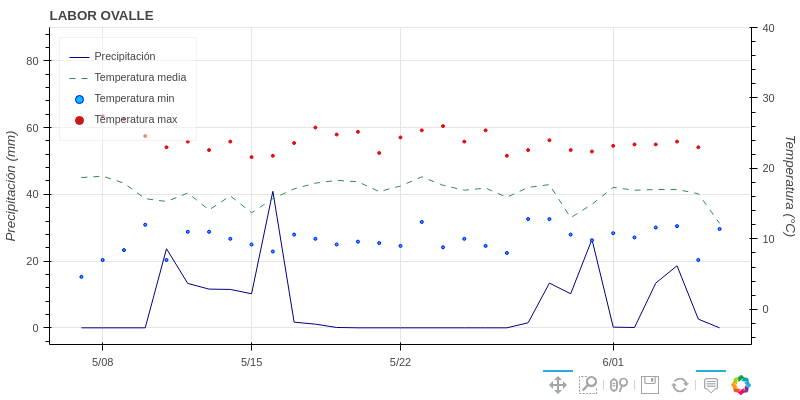 LABOR OVALLE
Precipitación
Temperatura media
Temperatura min
Temperatura max
Precipitación (mm)
80
60
40
20
0
Temperatura (°C)
40
30
20
10
0
5/08 5/15 5/22 6/01